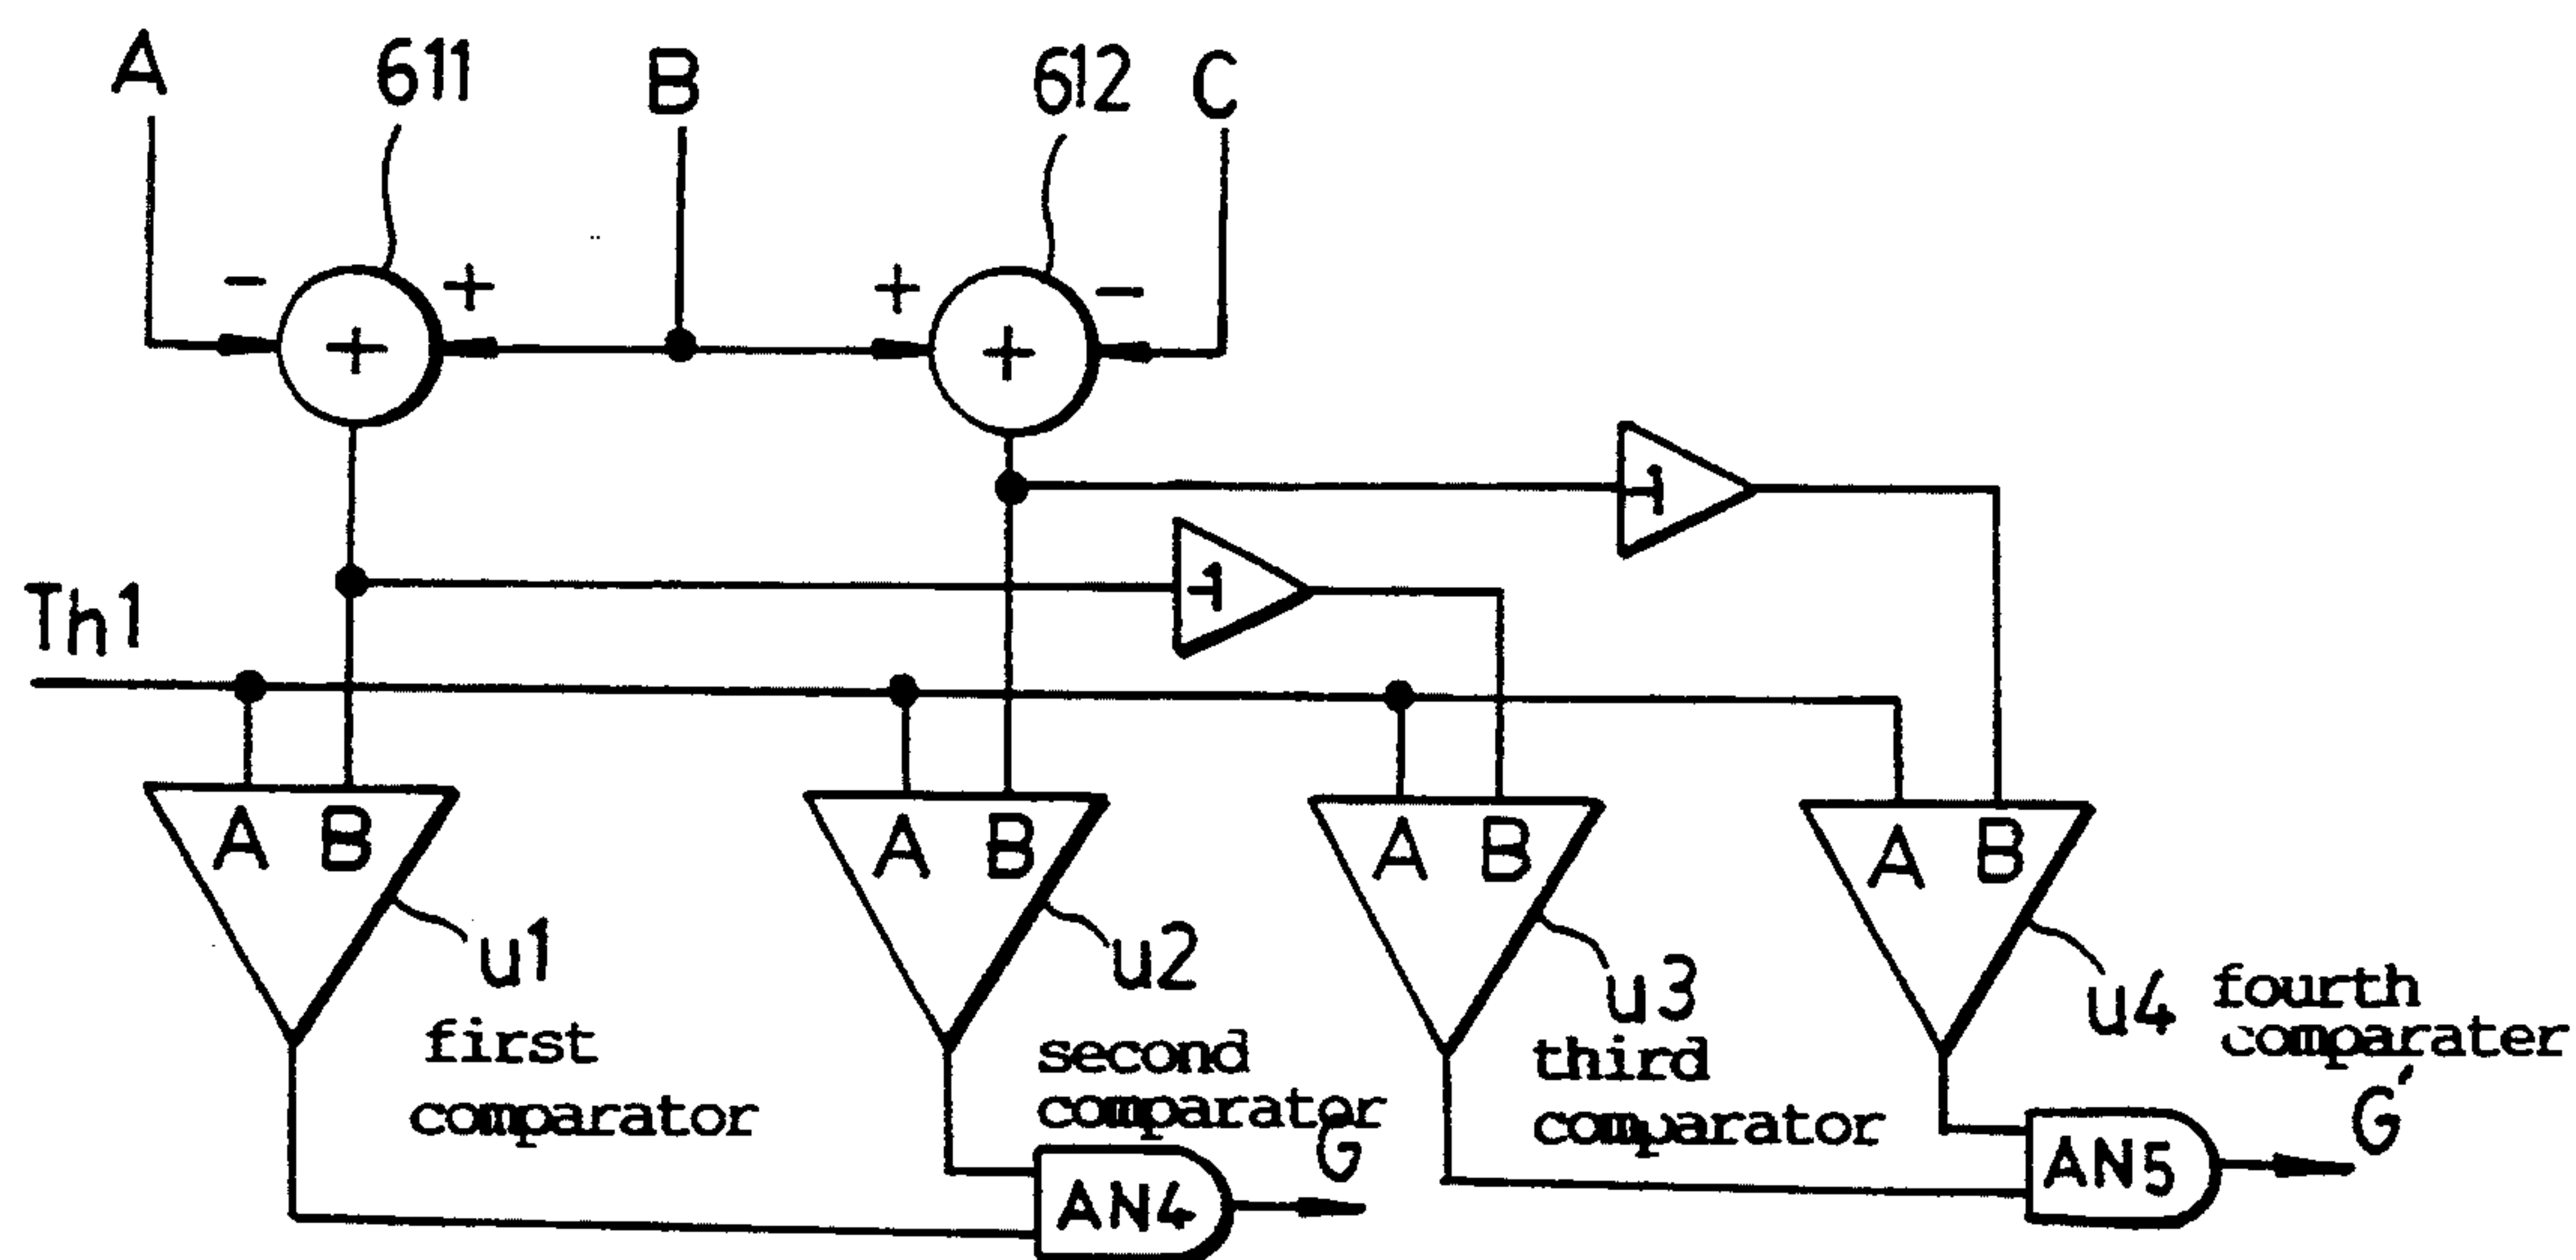 A 611 B 612 C
- + + -
+ +
-1
-1
Th1
A B A B A B A B
u1 u2 u3 u4
first
comparator
second
comparator
third
comparator
fourth
comparater
G
G'
AN4
AN5